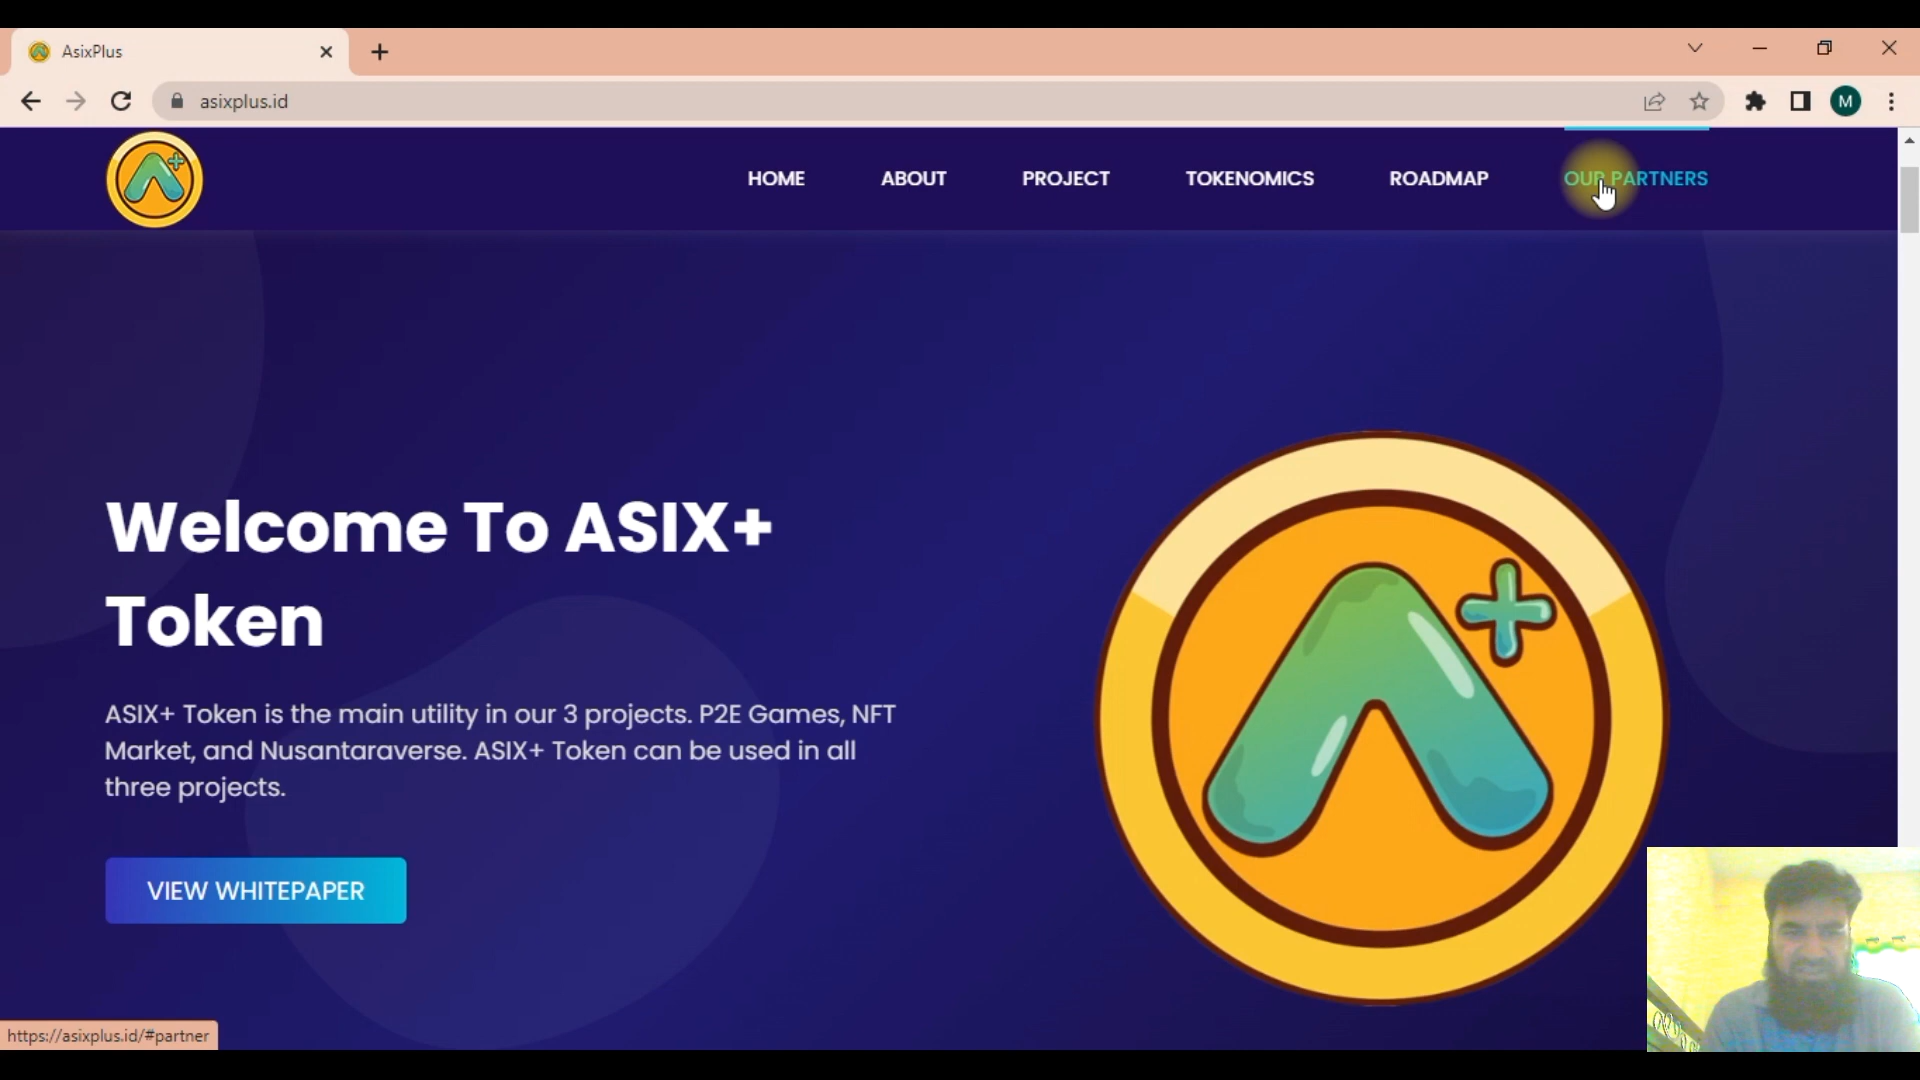 AsixPlus
asixplus.id
M
HOME ABOUT PROJECT TOKENOMICS ROADMAP OUR PARTNERS
Welcome To ASIX+
Token
ASIX+ Token is the main utility in our 3 projects. P2E Games, NFT
Market, and Nusantaraverse. ASIX+ Token can be used in all
three projects.
VIEW WHITEPAPER
https://asixplus.id/#partner